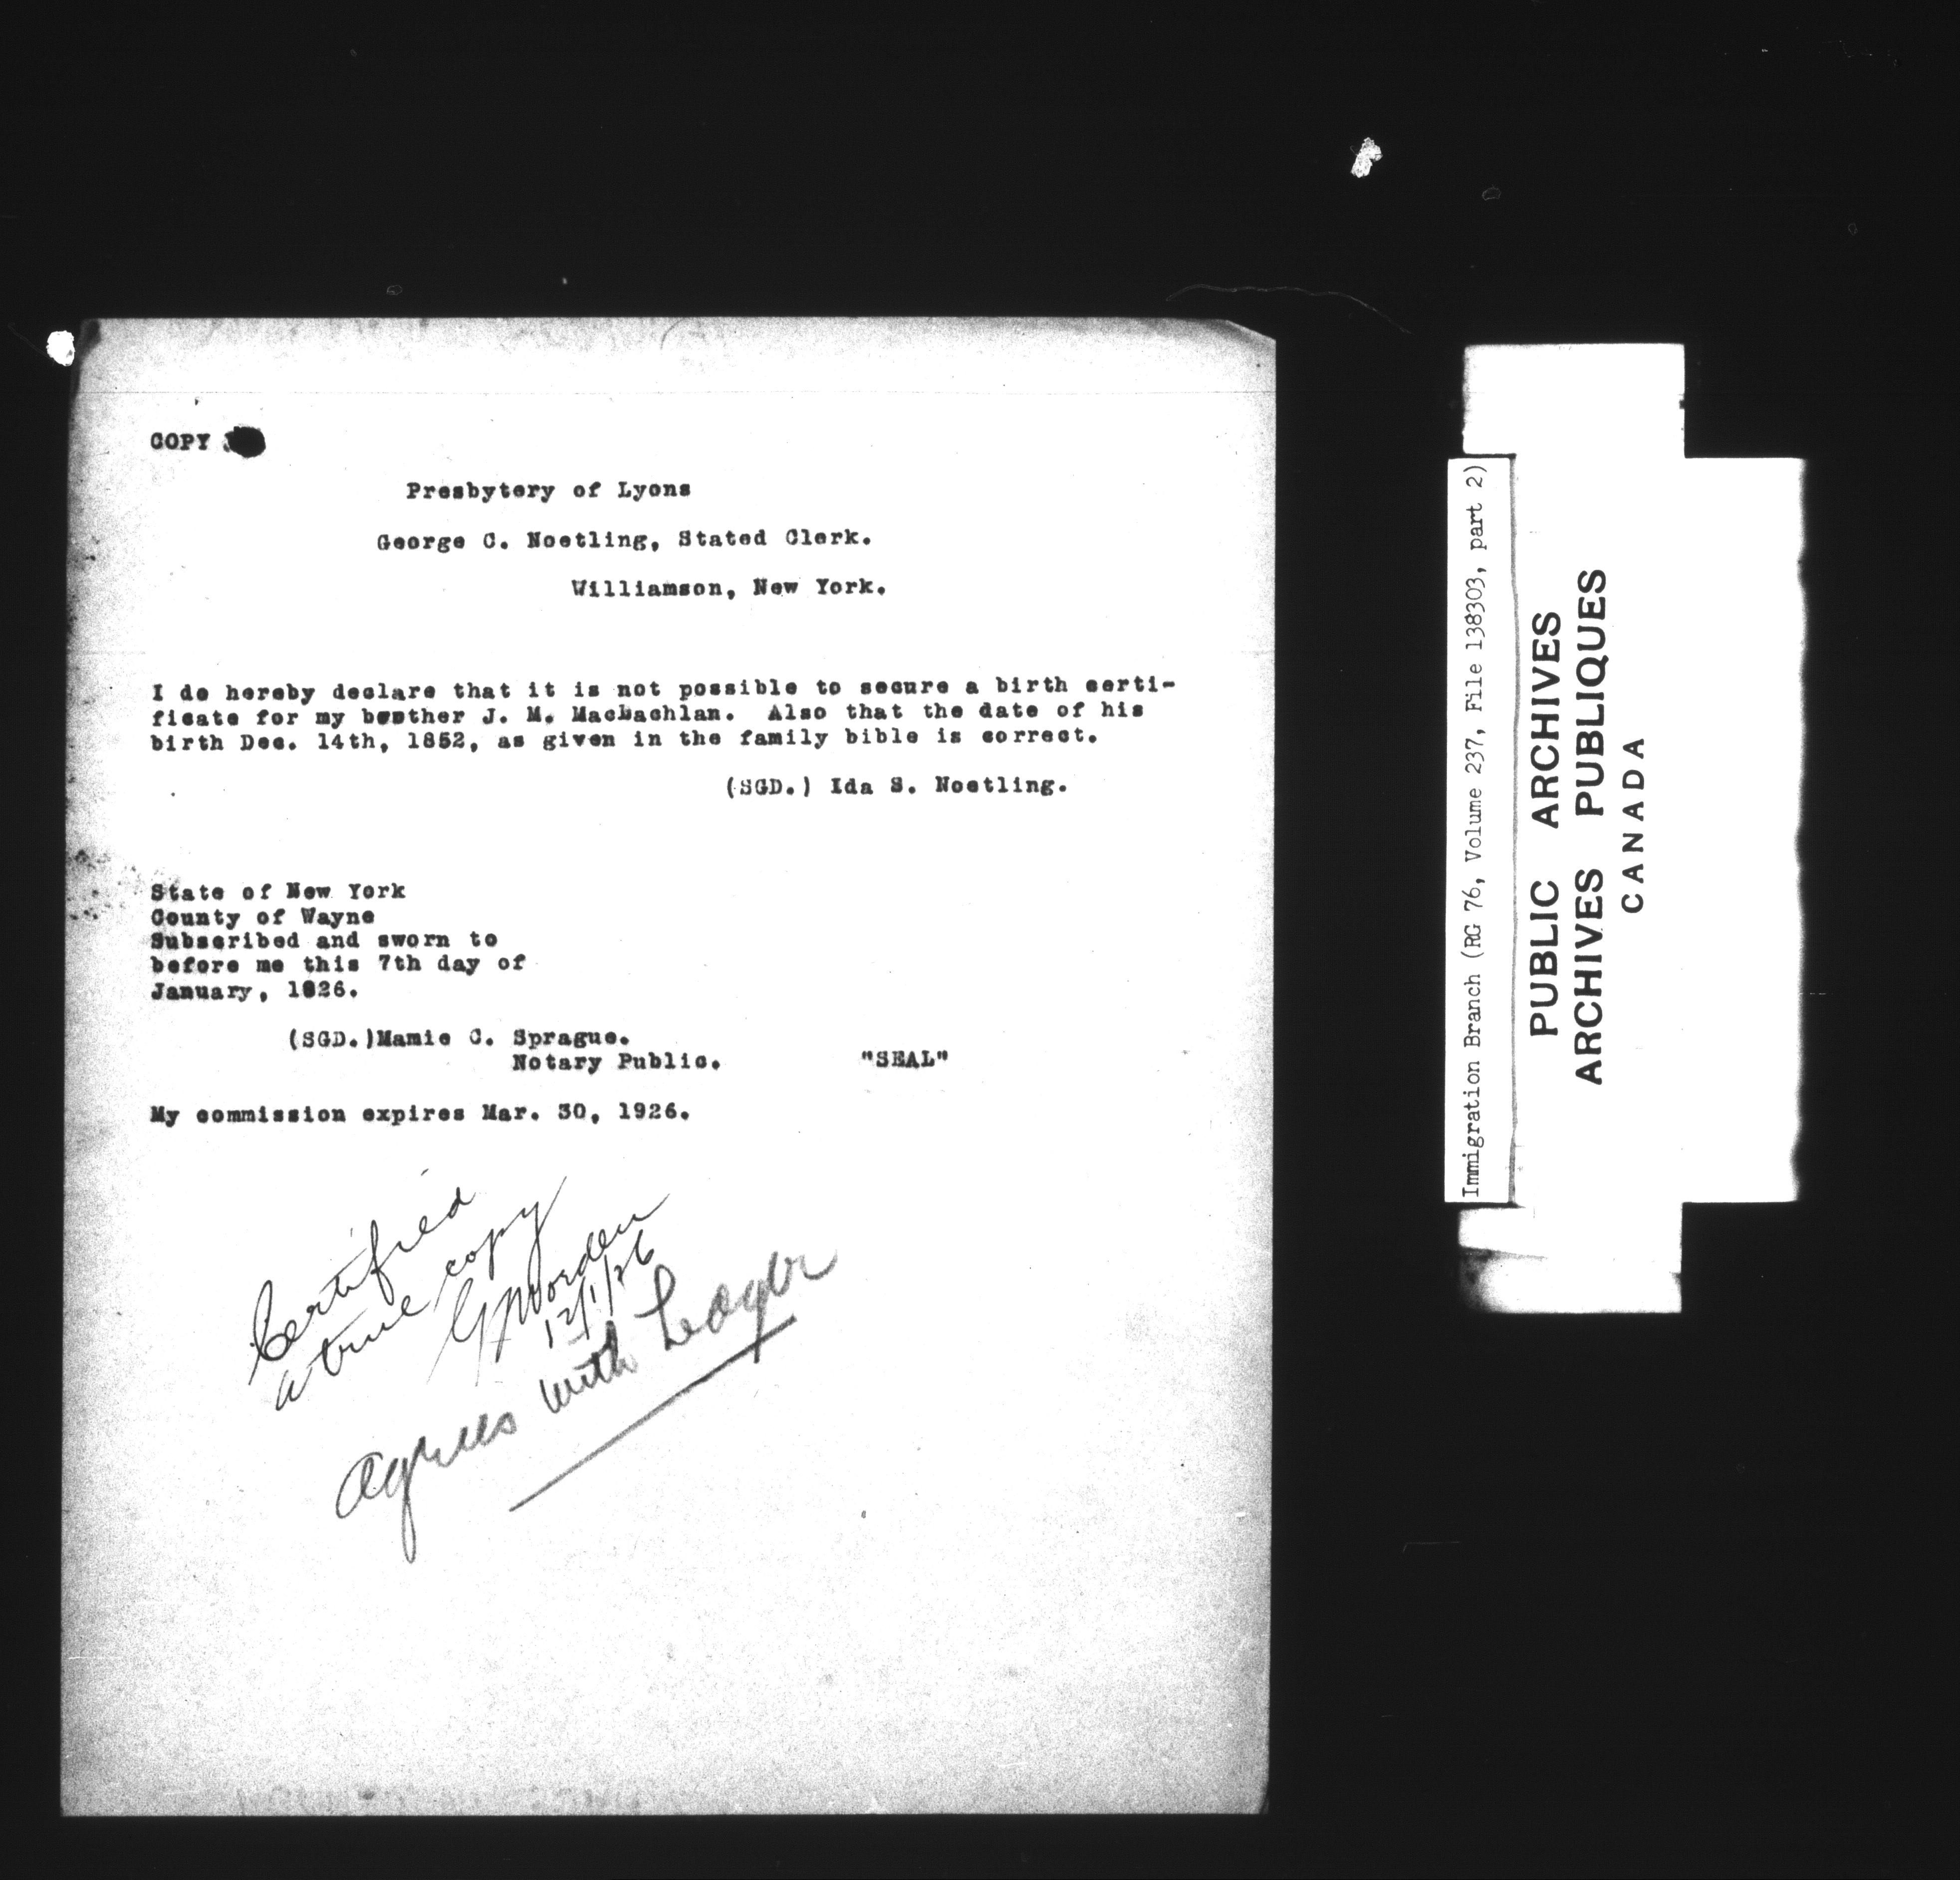 COPY
Presbytery of Lyons
George C. Noetling, Stated Clerk.
Williamson, New York.
I do hereby declare that it is not possible to secure a birth certi-
ficate for my brother J. M. MacLachlan. Also that the date of his
birth Dec. 14th, 1852, as given in the family bible is correct.
(SGD.) Ida S. Noetling.
State of New York
County of Wayne
Subscribed and sworn to
before me this 7th day of
January, 1926.
(SGD.)Mamie C. Sprague.
Notary Public. "SEAL"
My commission expires Mar. 30, 1926.
Certified
a true copy
12/1/26
agrees with Ledger
Immigration Branch (RG 76, Volume 237, File 138303, part 2)
PUBLIC ARCHIVES
ARCHIVES PUBLIQUES
CANADA